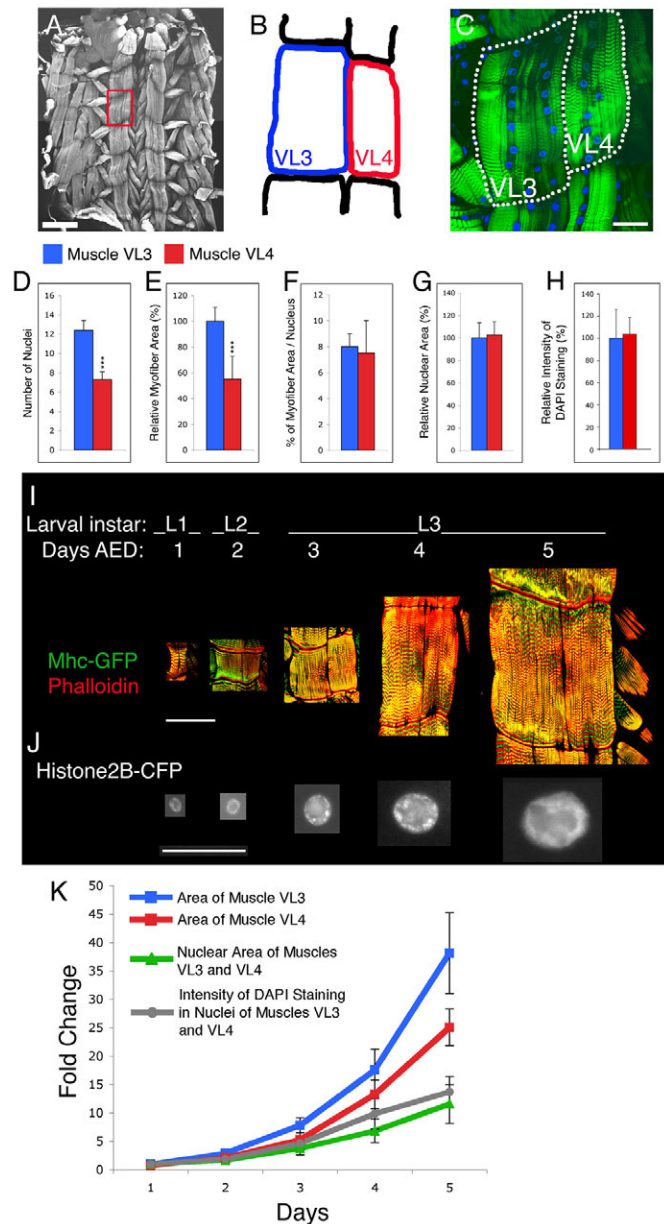 A
B
C
VL3
VL4
VL3
VL4
Muscle VL3
Muscle VL4
D
E
F
G
H
Number of Nuclei
16
14
12
10
8
6
4
2
0
***
Relative Myofiber Area (%)
120
100
80
60
40
20
0
***
% of Myofiber Area / Nucleus
12
10
8
6
4
2
0
Relative Nuclear Area (%)
140
120
100
80
60
40
20
0
Relative Intensity of
DAPI Staining (%)
140
120
100
80
60
40
20
0
I
Larval instar: _L1_ _L2_ ____L3____
Days AED: 1 2 3 4 5
Mhc-GFP
Phalloidin
J
Histone2B-CFP
K
Fold Change
50
45
40
35
30
25
20
15
10
5
0
Area of Muscle VL3
Area of Muscle VL4
Nuclear Area of Muscles
VL3 and VL4
Intensity of DAPI Staining
in Nuclei of Muscles VL3
and VL4
1 2 3 4 5
Days